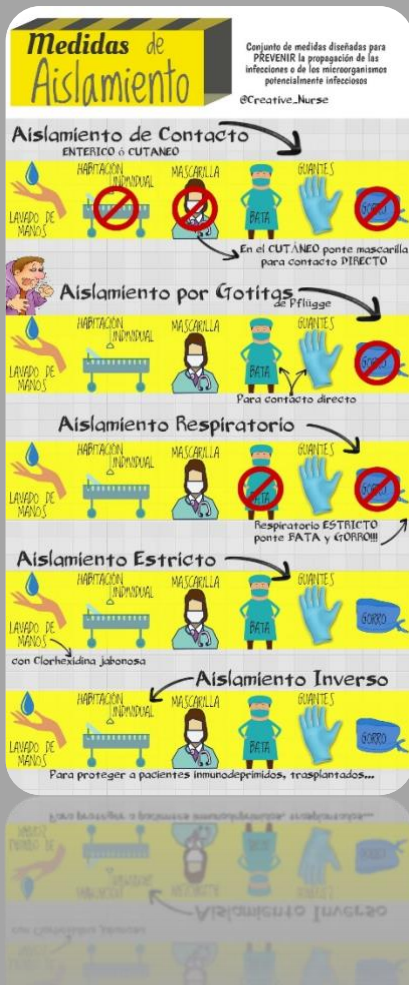 Medidas de
Aislamiento
Conjunto de medidas diseñadas para
PREVENIR la propagación de las
infecciones o de los microorganismos
potencialmente infecciosos
@Creative_Nurse
Aislamiento de Contacto
ENTERICO ó CUTANEO
LAVADO DE
MANOS
HABITACIÓN
INDIVIDUAL
MASCARILLA
BATA
GUANTES
GORRO
En el CUTÁNEO ponte mascarilla
para contacto DIRECTO
Aislamiento por Gotitas
de Pflügge
LAVADO DE
MANOS
HABITACIÓN
INDIVIDUAL
MASCARILLA
BATA
GUANTES
GORRO
Para contacto directo
Aislamiento Respiratorio
LAVADO DE
MANOS
HABITACIÓN
INDIVIDUAL
MASCARILLA
BATA
GUANTES
GORRO
Respiratorio ESTRICTO
ponte BATA y GORRO!!!
Aislamiento Estricto
LAVADO DE
MANOS
HABITACIÓN
INDIVIDUAL
MASCARILLA
BATA
GUANTES
GORRO
con Clorhexidina jabonosa
Aislamiento Inverso
LAVADO DE
MANOS
HABITACIÓN
INDIVIDUAL
MASCARILLA
BATA
GUANTES
GORRO
Para proteger a pacientes inmunodeprimidos, trasplantados...